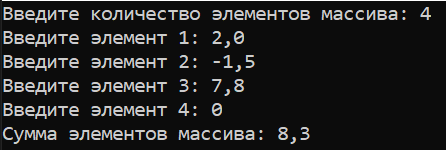 Введите количество элементов массива: 4
Введите элемент 1: 2,0
Введите элемент 2: -1,5
Введите элемент 3: 7,8
Введите элемент 4: 0
Сумма элементов массива: 8,3